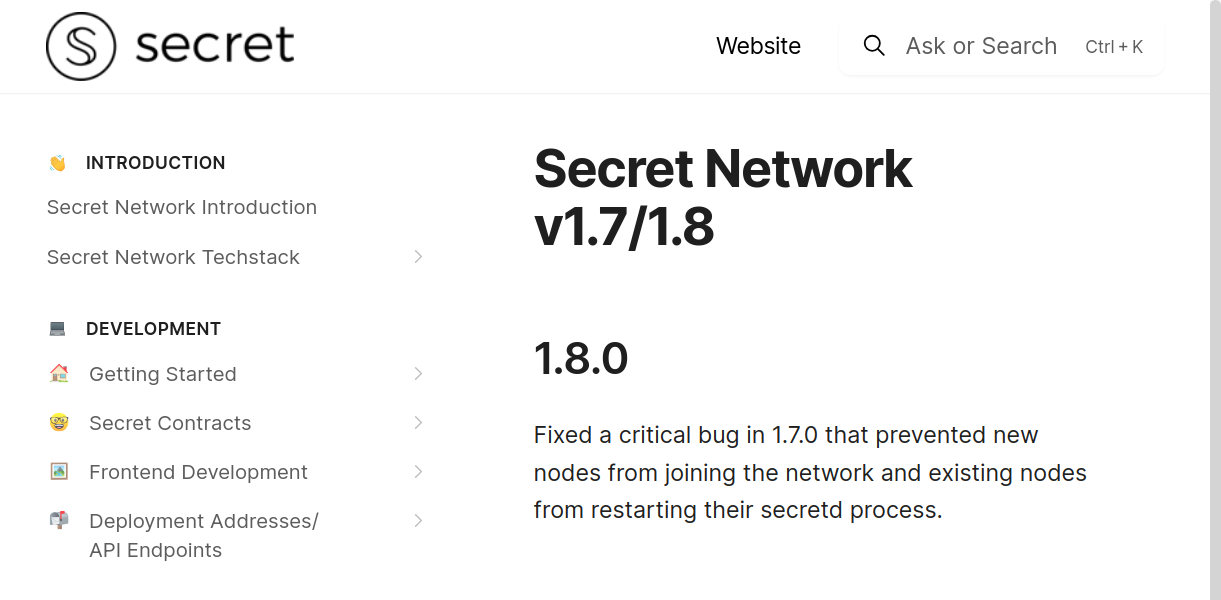 secret
Website
Ask or Search
Ctrl + K
INTRODUCTION
Secret Network Introduction
Secret Network Techstack
DEVELOPMENT
Getting Started
Secret Contracts
Frontend Development
Deployment Addresses/
API Endpoints
Secret Network
v1.7/1.8
1.8.0
Fixed a critical bug in 1.7.0 that prevented new
nodes from joining the network and existing nodes
from restarting their secretd process.